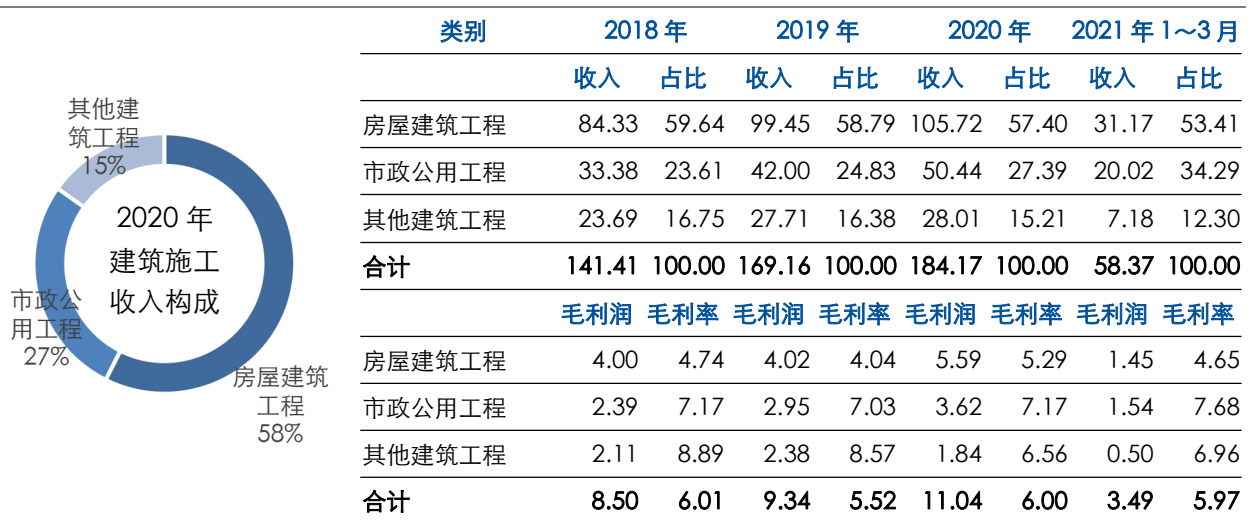 其他建
筑工程
15%
2020 年
建筑施工
收入构成
市政公
用工程
27%
房屋建筑
工程
58%
类别 2018 年 2019 年 2020 年 2021 年 1～3 月
收入 占比 收入 占比 收入 占比 收入 占比
房屋建筑工程 84.33 59.64 99.45 58.79 105.72 57.40 31.17 53.41
市政公用工程 33.38 23.61 42.00 24.83 50.44 27.39 20.02 34.29
其他建筑工程 23.69 16.75 27.71 16.38 28.01 15.21 7.18 12.30
合计 141.41 100.00 169.16 100.00 184.17 100.00 58.37 100.00
毛利润 毛利率 毛利润 毛利率 毛利润 毛利率 毛利润 毛利率
房屋建筑工程 4.00 4.74 4.02 4.04 5.59 5.29 1.45 4.65
市政公用工程 2.39 7.17 2.95 7.03 3.62 7.17 1.54 7.68
其他建筑工程 2.11 8.89 2.38 8.57 1.84 6.56 0.50 6.96
合计 8.50 6.01 9.34 5.52 11.04 6.00 3.49 5.97